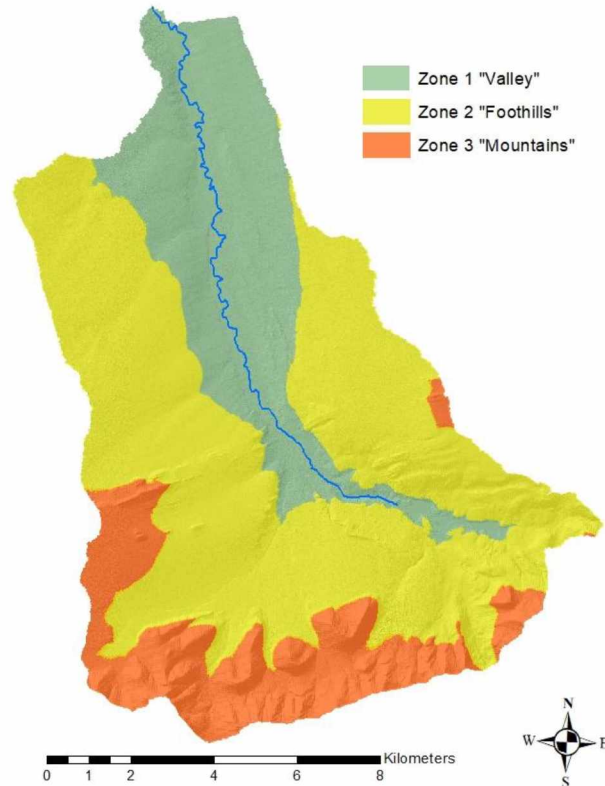 Zone 1 "Valley"
Zone 2 "Foothills"
Zone 3 "Mountains"
Kilometers
0 1 2 4 6 8
N
W E
S